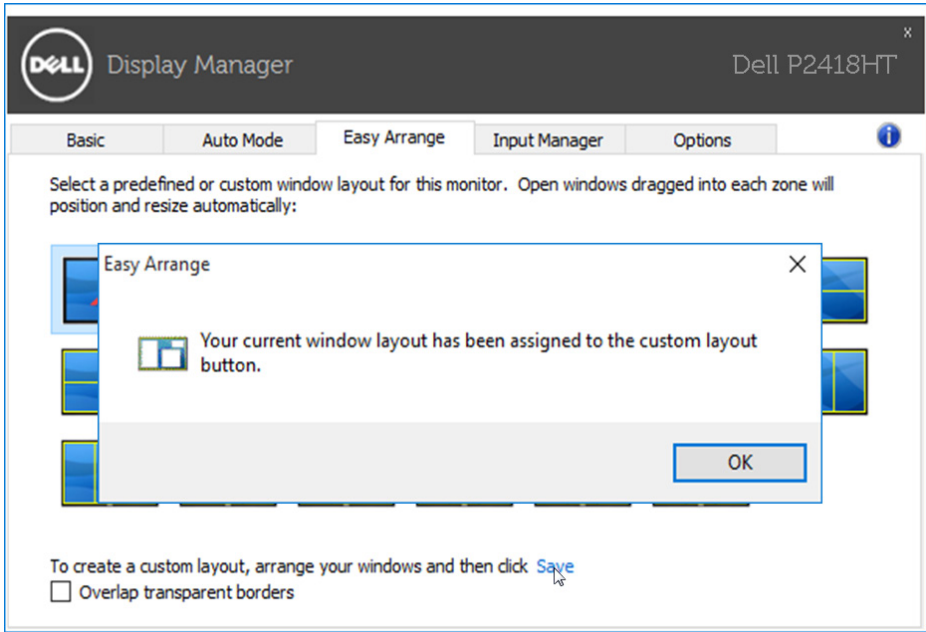 x
DELL
Display Manager
Dell P2418HT
Basic
Auto Mode
Easy Arrange
Input Manager
Options
i
Select a predefined or custom window layout for this monitor. Open windows dragged into each zone will
position and resize automatically:
Easy Arrange
Your current window layout has been assigned to the custom layout
button.
OK
To create a custom layout, arrange your windows and then click Save
Overlap transparent borders